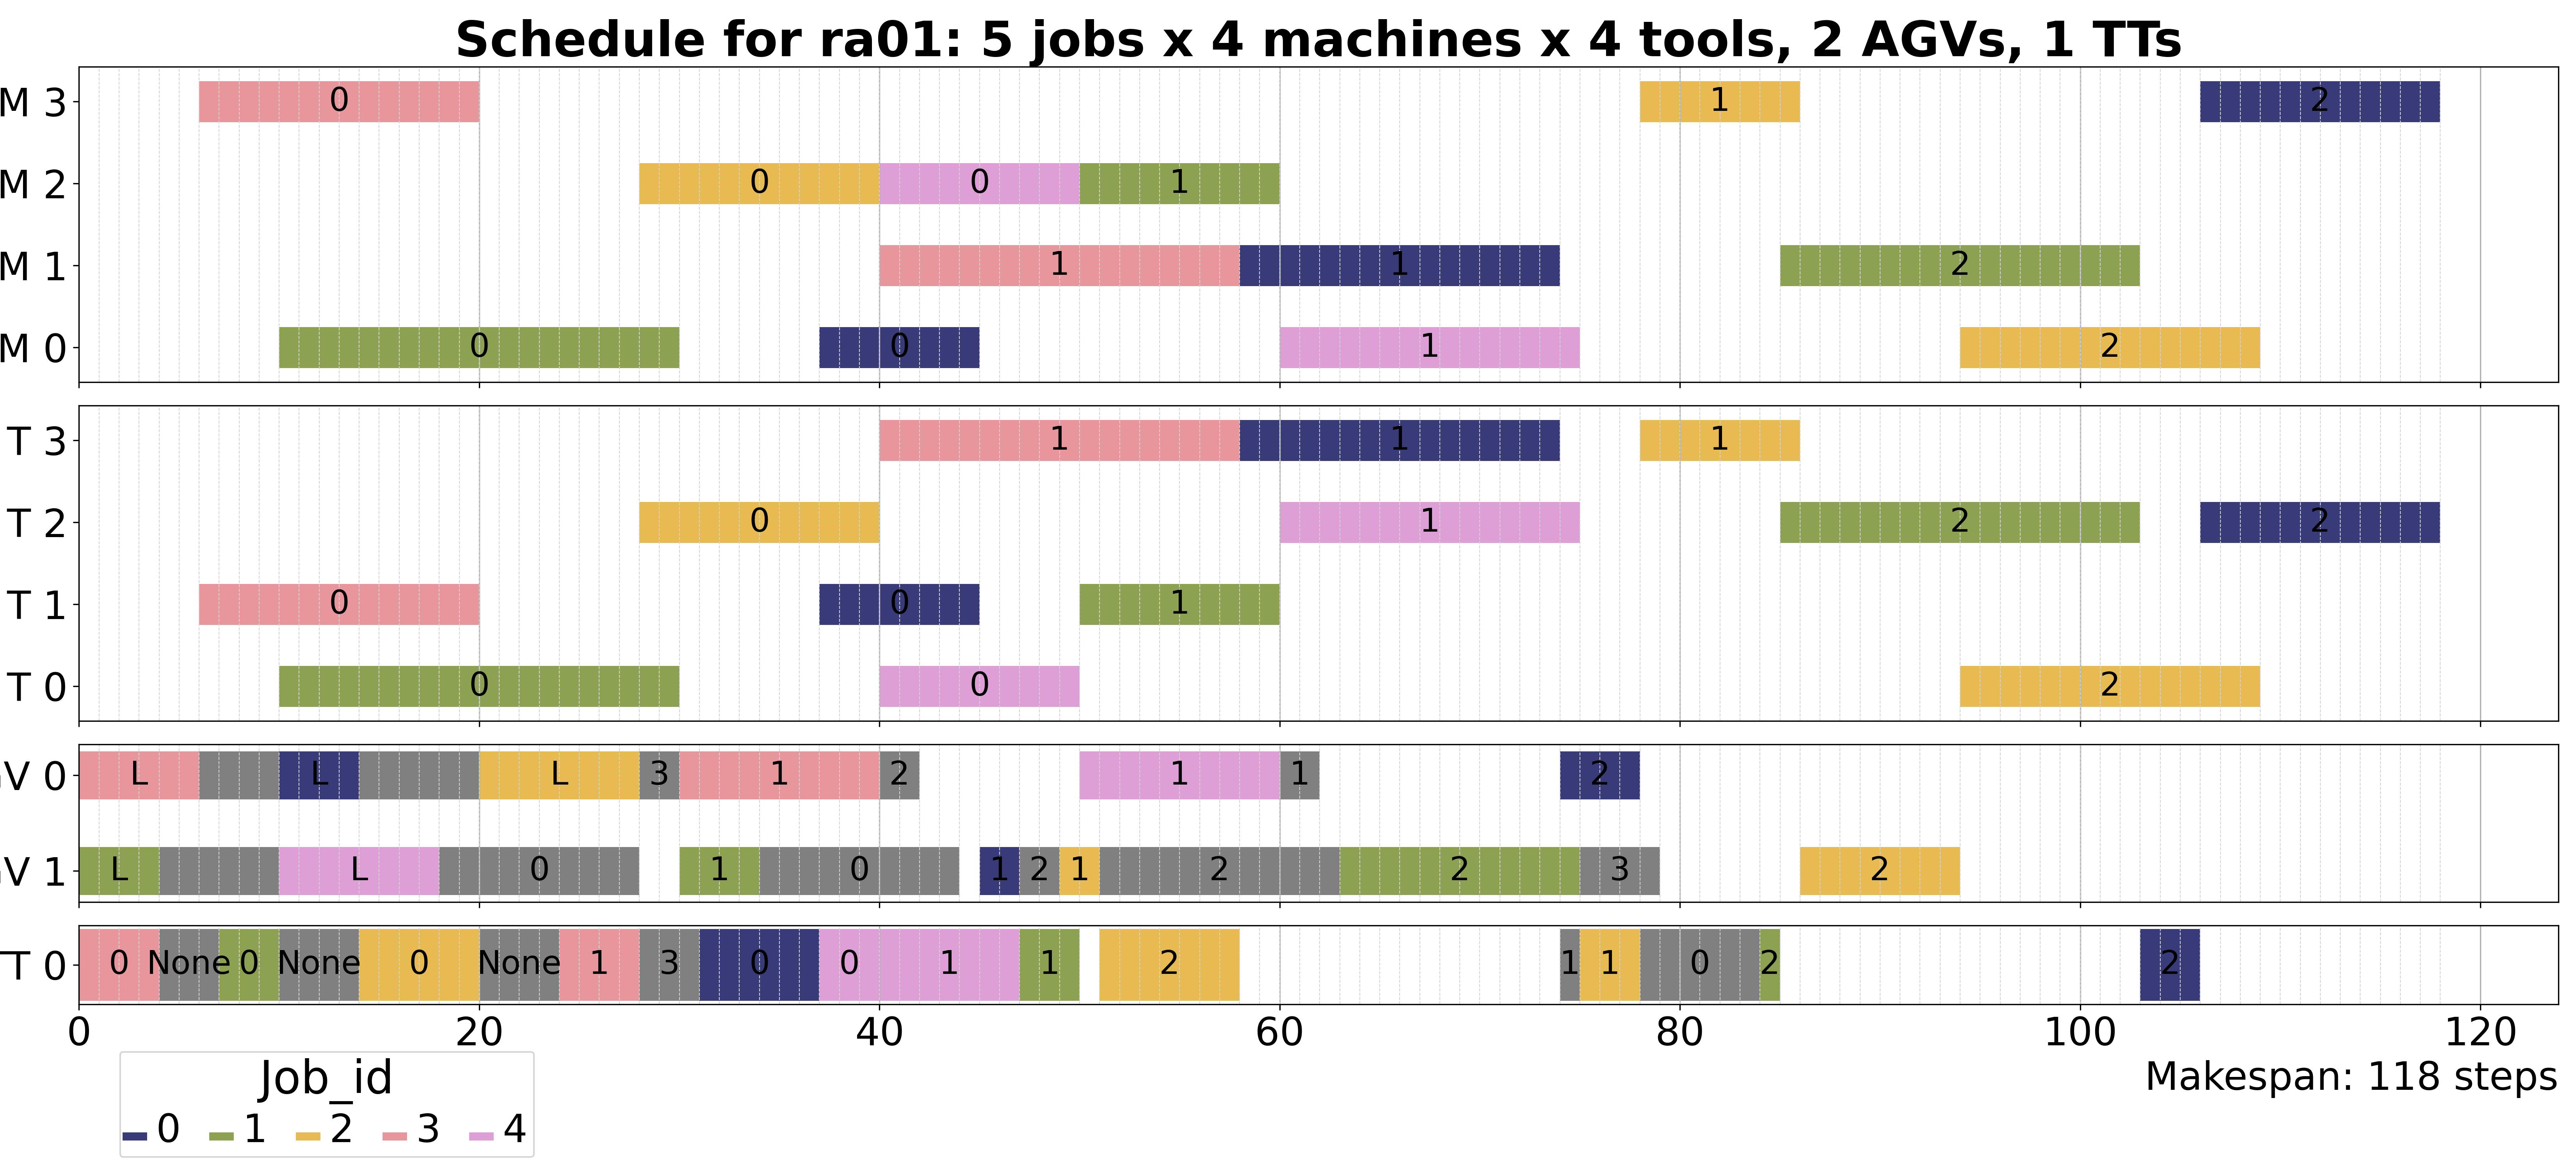 Schedule for ra01: 5 jobs x 4 machines x 4 tools, 2 AGVs, 1 TTs
M 3 0 1 2
M 2 0 0 1
M 1 1 1 2
M 0 0 0 1 2
T 3 1 1 1
T 2 0 1 2 2
T 1 0 0 1
T 0 0 0 2
V 0 L L L 3 1 2 1 1 2
V 1 L L 0 1 0 1 2 1 2 2 3 2
T 0 0 None 0 None 0 None 1 3 0 0 1 1 2 1 1 0 2 2
0 20 40 60 80 100 120
Makespan: 118 steps
Job_id
0 1 2 3 4